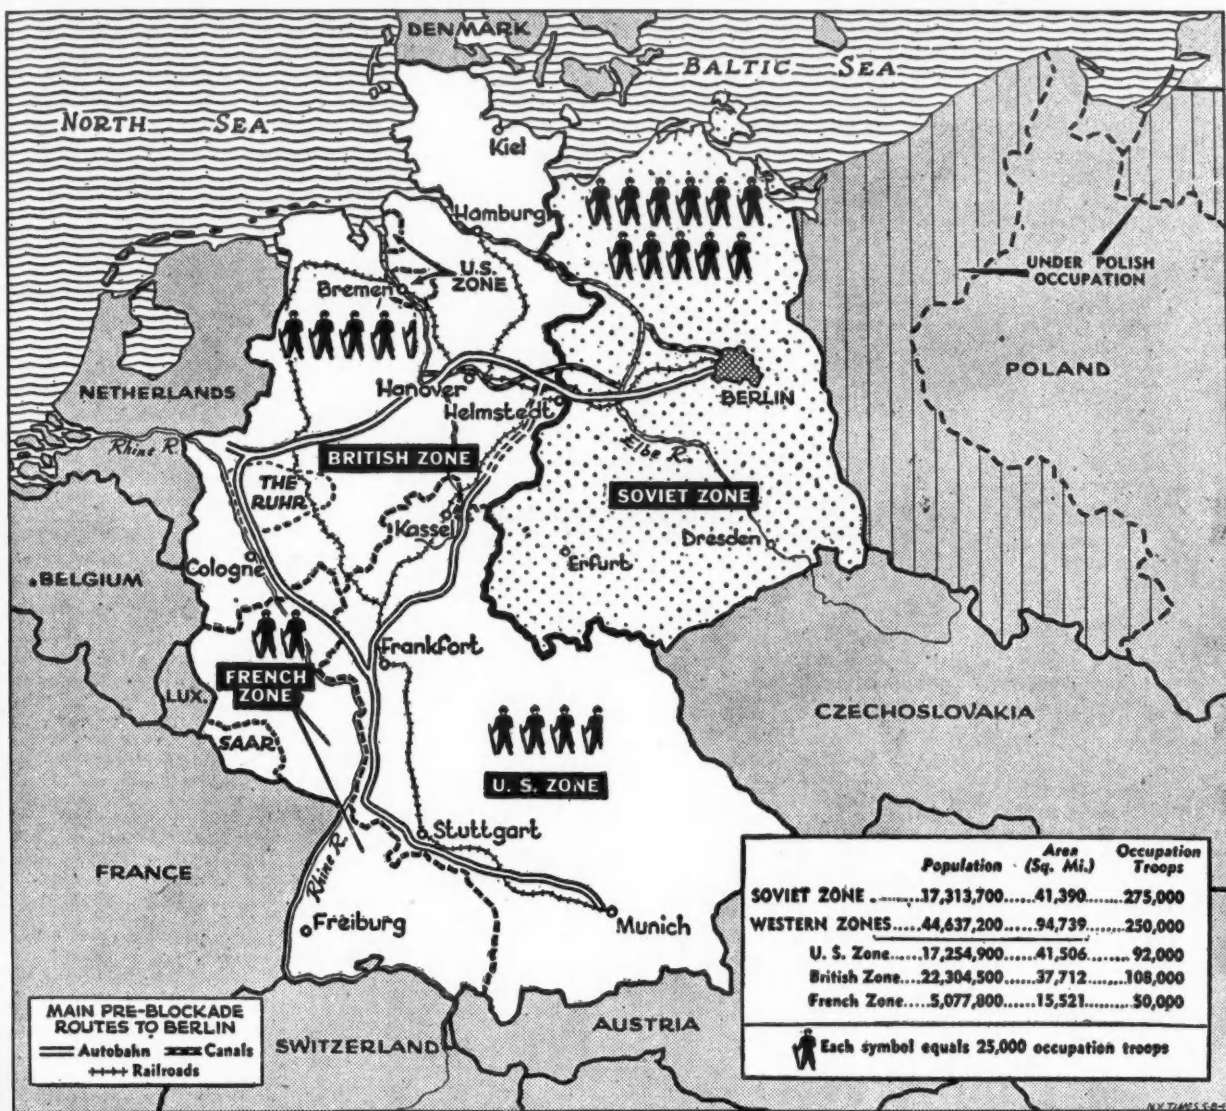 DENMARK
BALTIC SEA
NORTH SEA
Kiel
Hamburg
U.S.
ZONE
Bremen
UNDER POLISH
OCCUPATION
POLAND
NETHERLANDS
Hanover
Helmstedt
BERLIN
Rhine R.
Elbe R.
BRITISH ZONE
THE
RUHR
SOVIET ZONE
Kassel
Dresden
Cologne
Erfurt
BELGIUM
Frankfort
FRENCH
ZONE
LUX.
SAAR
CZECHOSLOVAKIA
U. S. ZONE
Stuttgart
FRANCE
Rhine R.
Freiburg
Munich
AUSTRIA
SWITZERLAND
MAIN PRE-BLOCKADE
ROUTES TO BERLIN
Autobahn Canals
Railroads
Population Area (Sq. Mi.) Occupation Troops
SOVIET ZONE ........17,313,700......41,390......275,000
WESTERN ZONES.....44,637,200......94,739......250,000
U. S. Zone......17,254,900......41,506........92,000
British Zone....22,304,500......37,712......108,000
French Zone....5,077,800......15,521........50,000
Each symbol equals 25,000 occupation troops